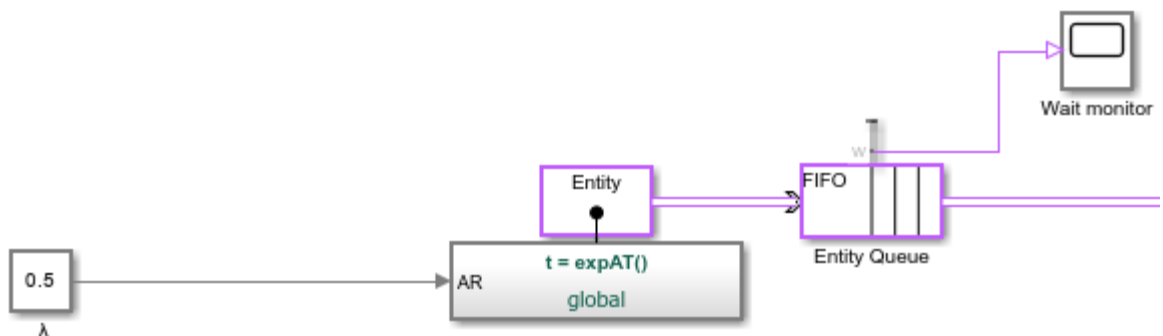 Wait monitor
w
Entity
FIFO
Entity Queue
t = expAT()
0.5
AR
global
λ